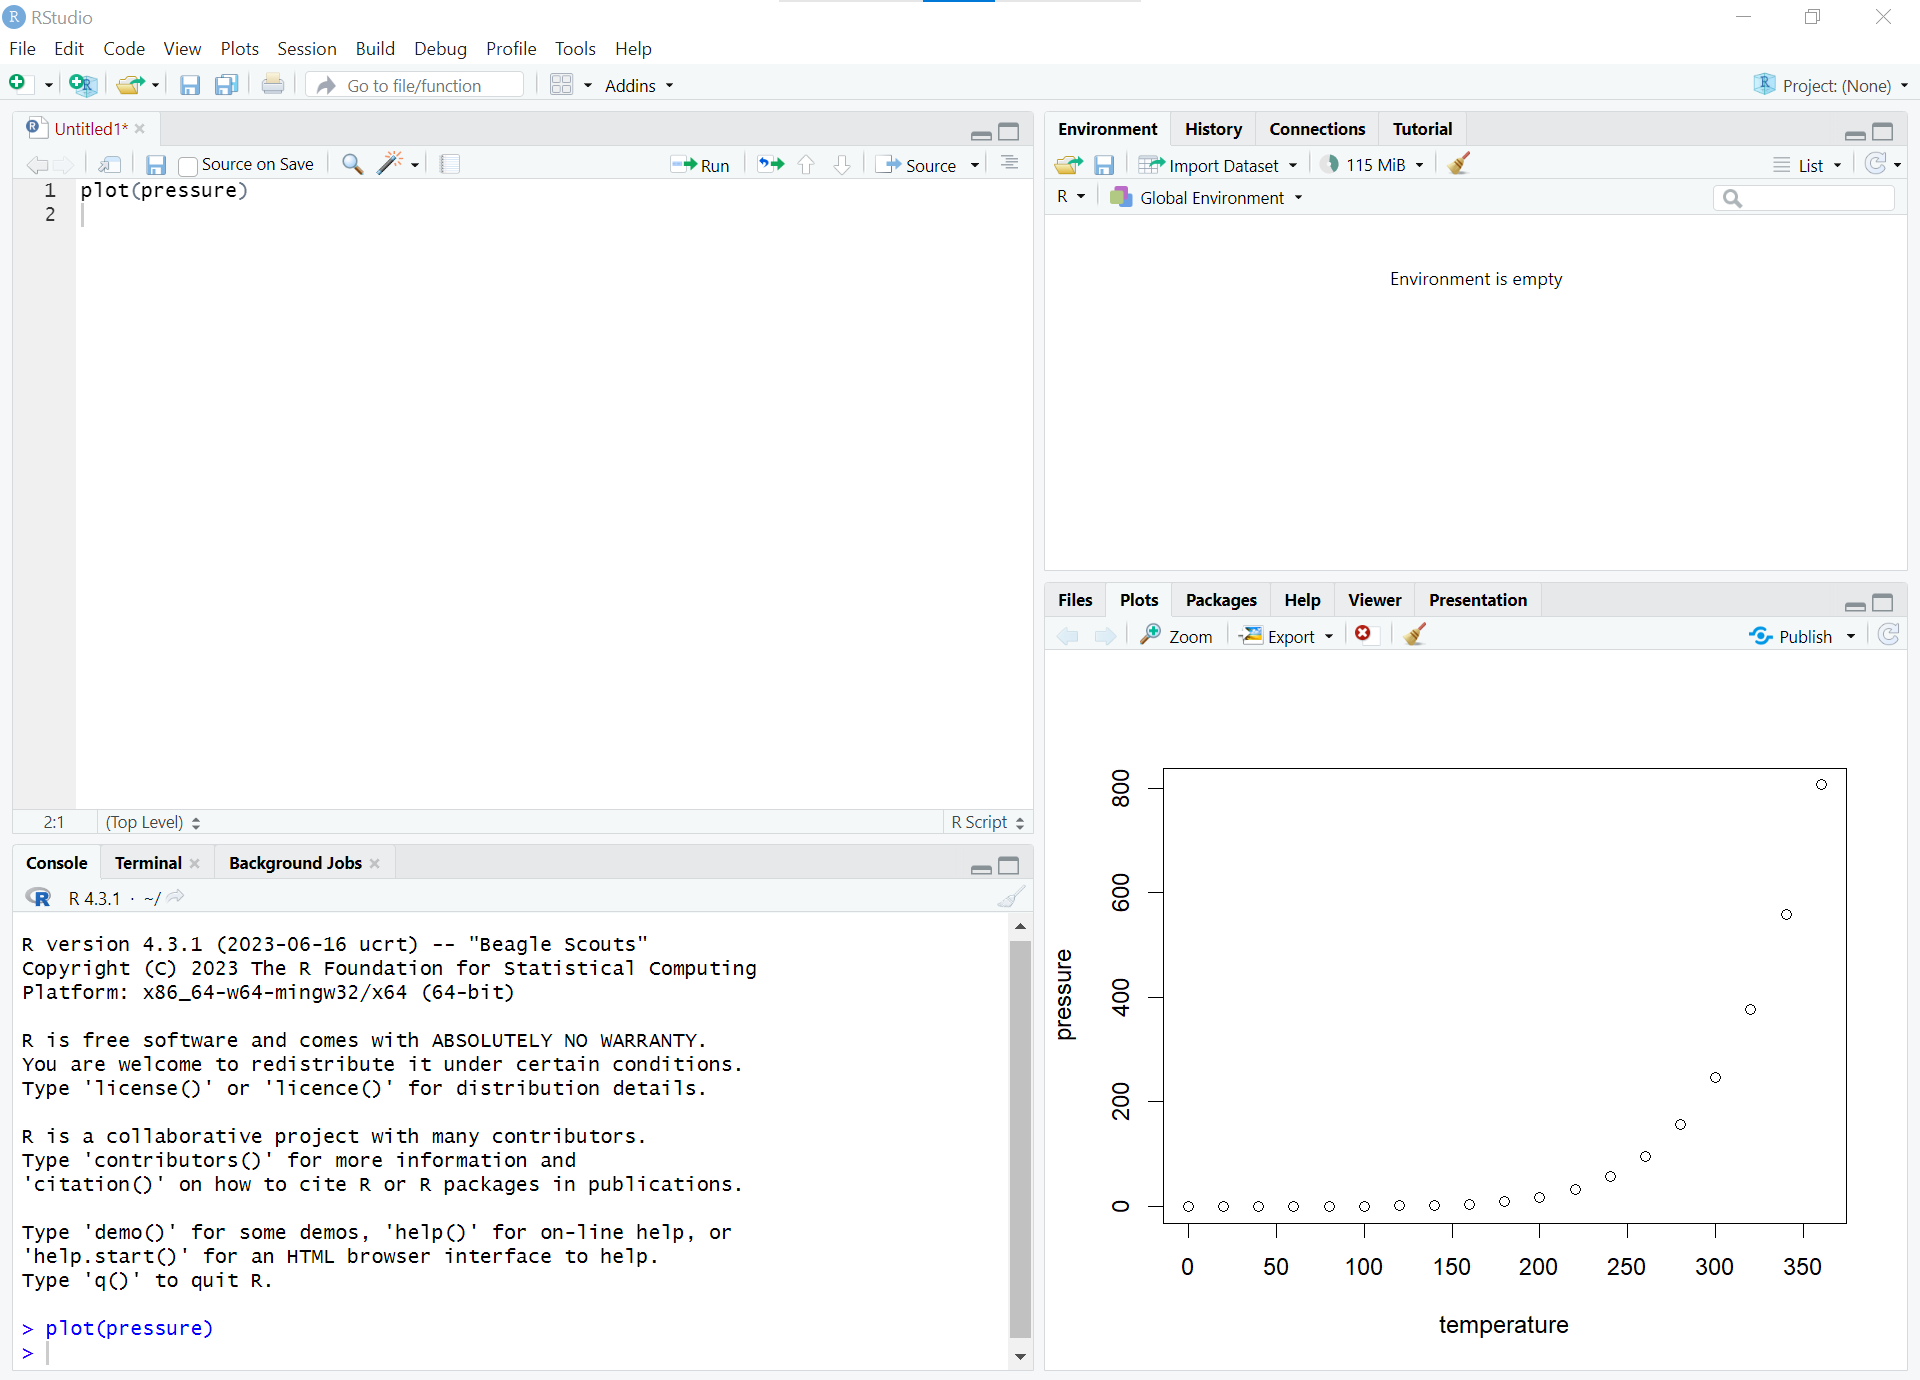 RStudio
File Edit Code View Plots Session Build Debug Profile Tools Help
Go to file/function Addins Project: (None)
Untitled1*
Source on Save Run Source
1 plot(pressure)
2
2:1 (Top Level) R Script
Console Terminal Background Jobs
R 4.3.1 · ~/
R version 4.3.1 (2023-06-16 ucrt) -- "Beagle Scouts"
Copyright (C) 2023 The R Foundation for Statistical Computing
Platform: x86_64-w64-mingw32/x64 (64-bit)
R is free software and comes with ABSOLUTELY NO WARRANTY.
You are welcome to redistribute it under certain conditions.
Type 'license()' or 'licence()' for distribution details.
R is a collaborative project with many contributors.
Type 'contributors()' for more information and
'citation()' on how to cite R or R packages in publications.
Type 'demo()' for some demos, 'help()' for on-line help, or
'help.start()' for an HTML browser interface to help.
Type 'q()' to quit R.
> plot(pressure)
>
Environment History Connections Tutorial
Import Dataset 115 MiB List
R Global Environment
Environment is empty
Files Plots Packages Help Viewer Presentation
Zoom Export Publish
800
600
400
200
0
pressure
0 50 100 150 200 250 300 350
temperature